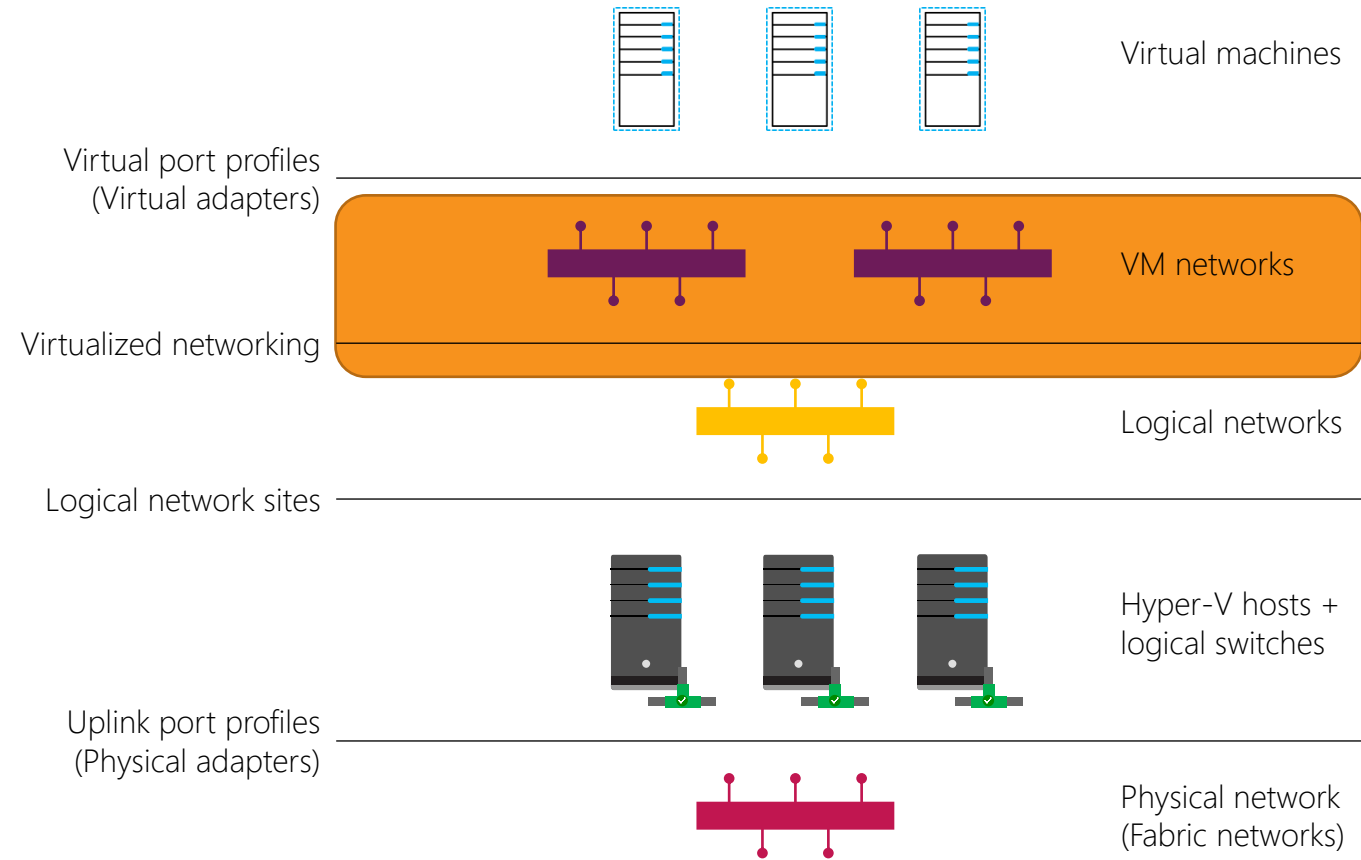 Virtual machines
Virtual port profiles
(Virtual adapters)
VM networks
Virtualized networking
Logical networks
Logical network sites
Hyper-V hosts +
logical switches
Uplink port profiles
(Physical adapters)
Physical network
(Fabric networks)